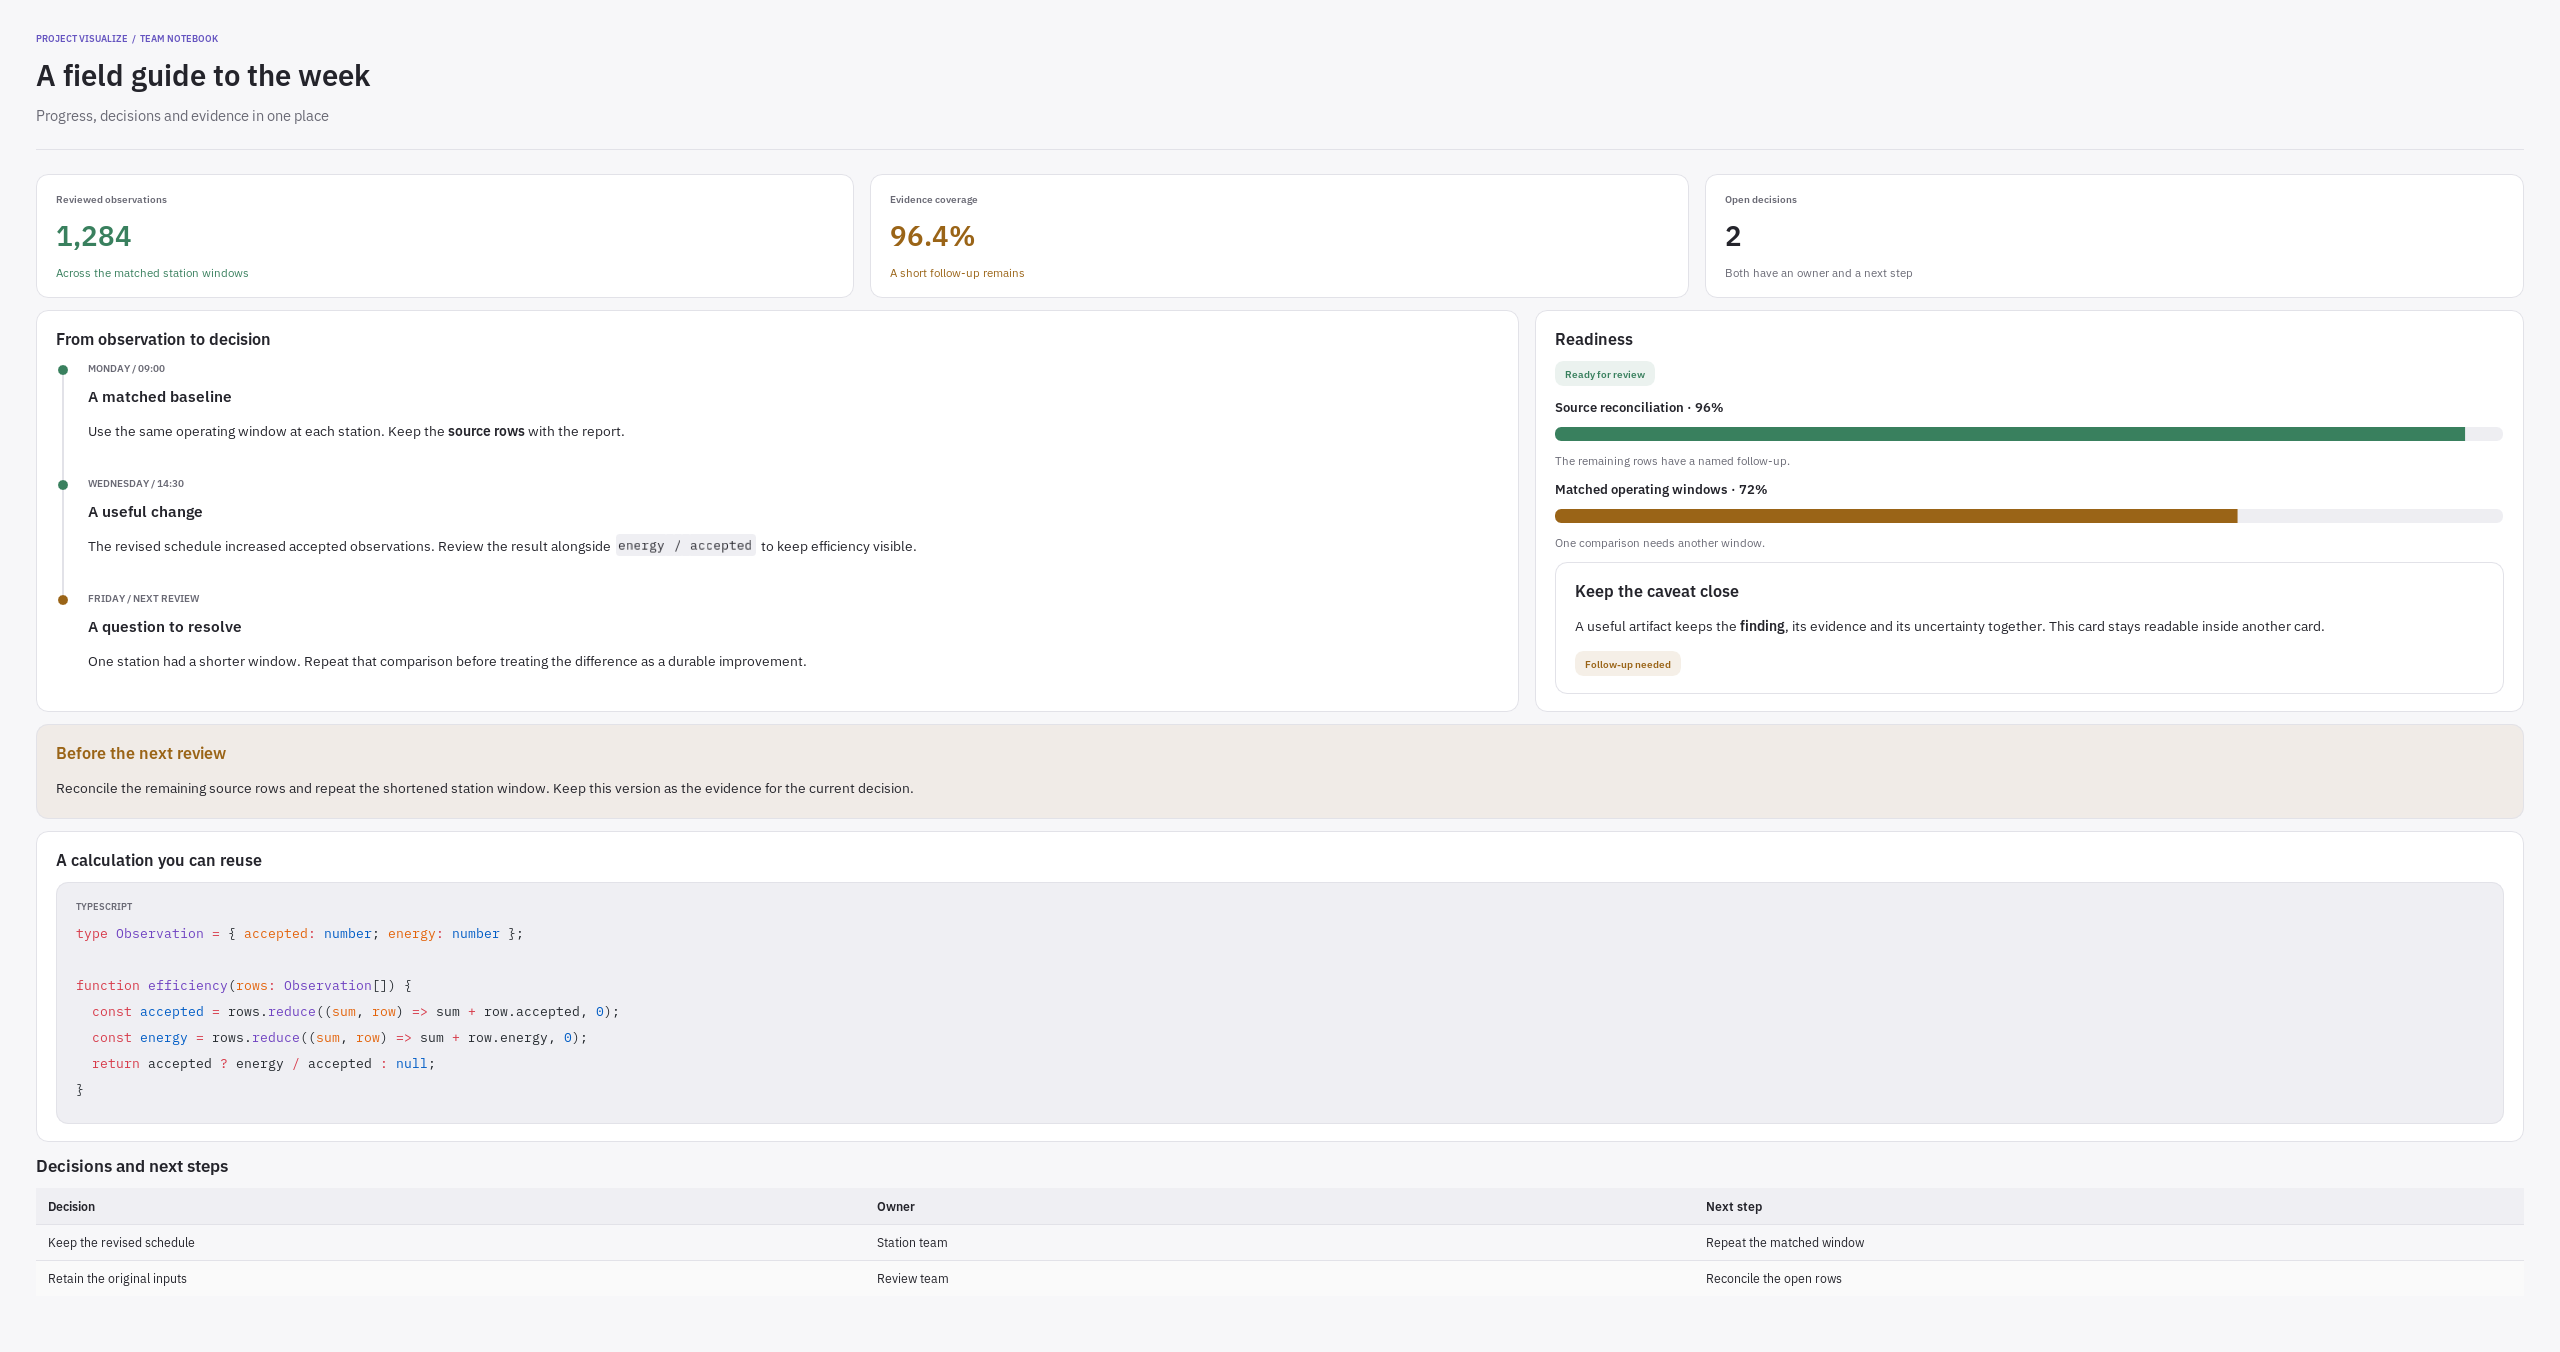 PROJECT VISUALIZE / TEAM NOTEBOOK
A field guide to the week
Progress, decisions and evidence in one place
Reviewed observations
1,284
Across the matched station windows
Evidence coverage
96.4%
A short follow-up remains
Open decisions
2
Both have an owner and a next step
From observation to decision
MONDAY / 09:00
A matched baseline
Use the same operating window at each station. Keep the source rows with the report.
WEDNESDAY / 14:30
A useful change
The revised schedule increased accepted observations. Review the result alongside energy / accepted to keep efficiency visible.
FRIDAY / NEXT REVIEW
A question to resolve
One station had a shorter window. Repeat that comparison before treating the difference as a durable improvement.
Readiness
Ready for review
Source reconciliation · 96%
The remaining rows have a named follow-up.
Matched operating windows · 72%
One comparison needs another window.
Keep the caveat close
A useful artifact keeps the finding, its evidence and its uncertainty together. This card stays readable inside another card.
Follow-up needed
Before the next review
Reconcile the remaining source rows and repeat the shortened station window. Keep this version as the evidence for the current decision.
A calculation you can reuse
TYPESCRIPT
type Observation = { accepted: number; energy: number };
function efficiency(rows: Observation[]) {
  const accepted = rows.reduce((sum, row) => sum + row.accepted, 0);
  const energy = rows.reduce((sum, row) => sum + row.energy, 0);
  return accepted ? energy / accepted : null;
}
Decisions and next steps
Decision Owner Next step
Keep the revised schedule Station team Repeat the matched window
Retain the original inputs Review team Reconcile the open rows